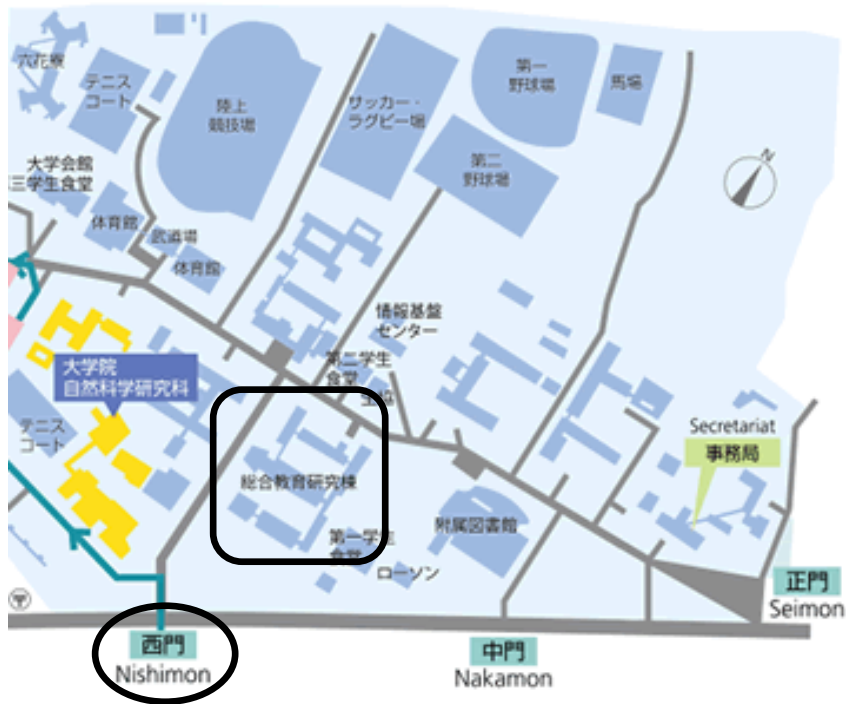 六花寮
テニス
コート
陸上
競技場
サッカー・
ラグビー場
第一
野球場
馬場
第二
野球場
大学会館
三学生食堂
体育館
武道場
体育館
N
情報基盤
センター
第二学生
食堂
生協
大学院
自然科学研究科
テニス
コート
総合教育研究棟
第一学生
食堂
ローソン
附属図書館
Secretariat
事務局
〒
西門
Nishimon
中門
Nakamon
正門
Seimon